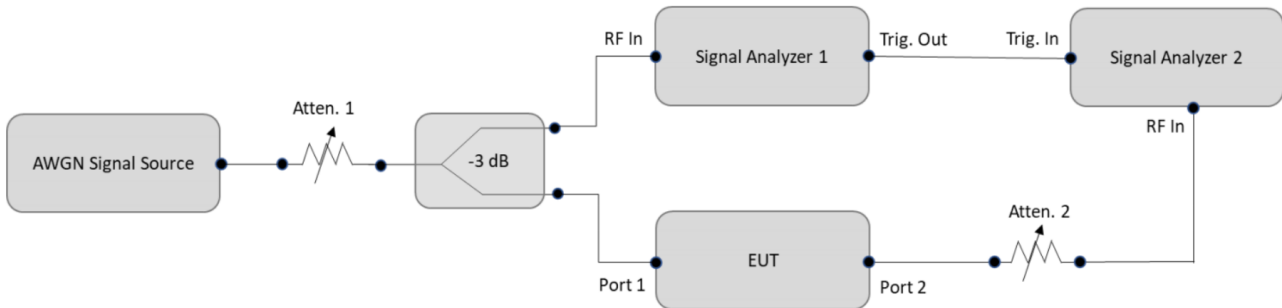 RF In
Signal Analyzer 1
Trig. Out
Trig. In
Signal Analyzer 2
RF In
Atten. 1
AWGN Signal Source
-3 dB
Atten. 2
EUT
Port 1
Port 2